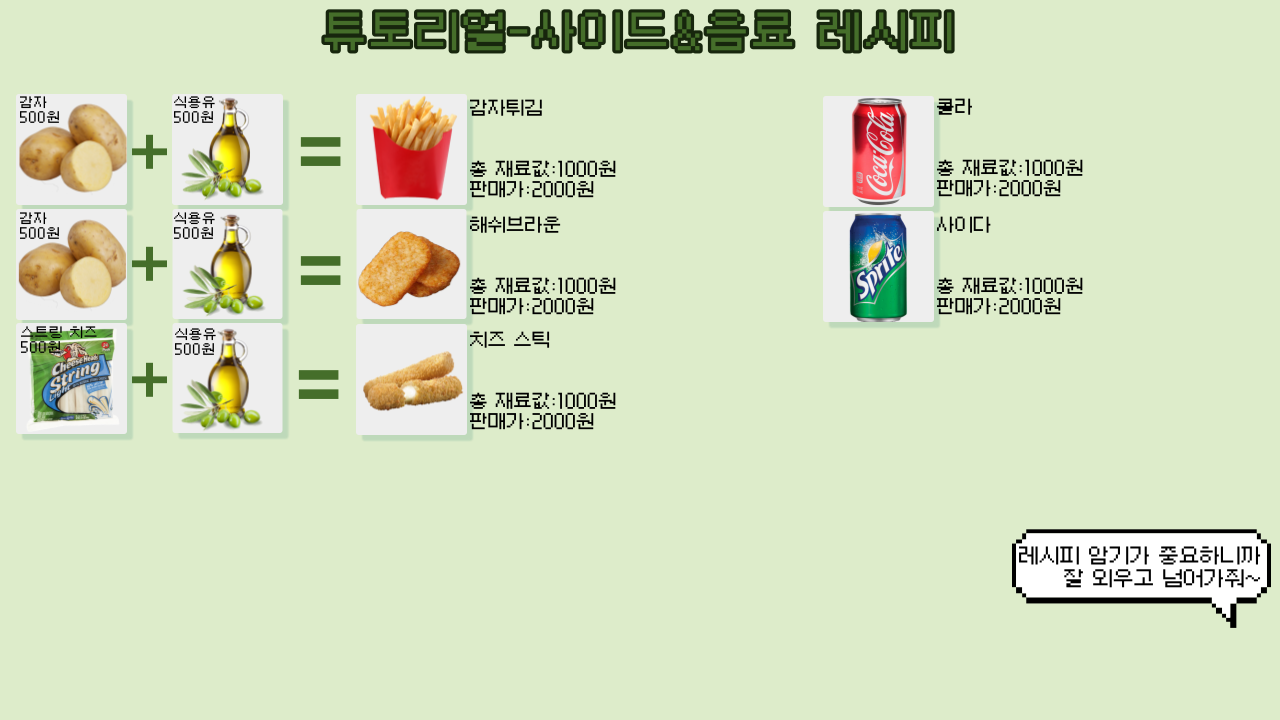 튜토리얼-사이드&음료 레시피
감자
500원
+
식용유
500원
=
감자튀김
총 재료값:1000원
판매가:2000원
감자
500원
+
식용유
500원
=
해쉬브라운
총 재료값:1000원
판매가:2000원
스트링 치즈
500원
Cheese Heads
String
+
식용유
500원
=
치즈 스틱
총 재료값:1000원
판매가:2000원
Coca-Cola
콜라
총 재료값:1000원
판매가:2000원
Sprite
사이다
총 재료값:1000원
판매가:2000원
레시피 암기가 중요하니까
잘 외우고 넘어가줘~